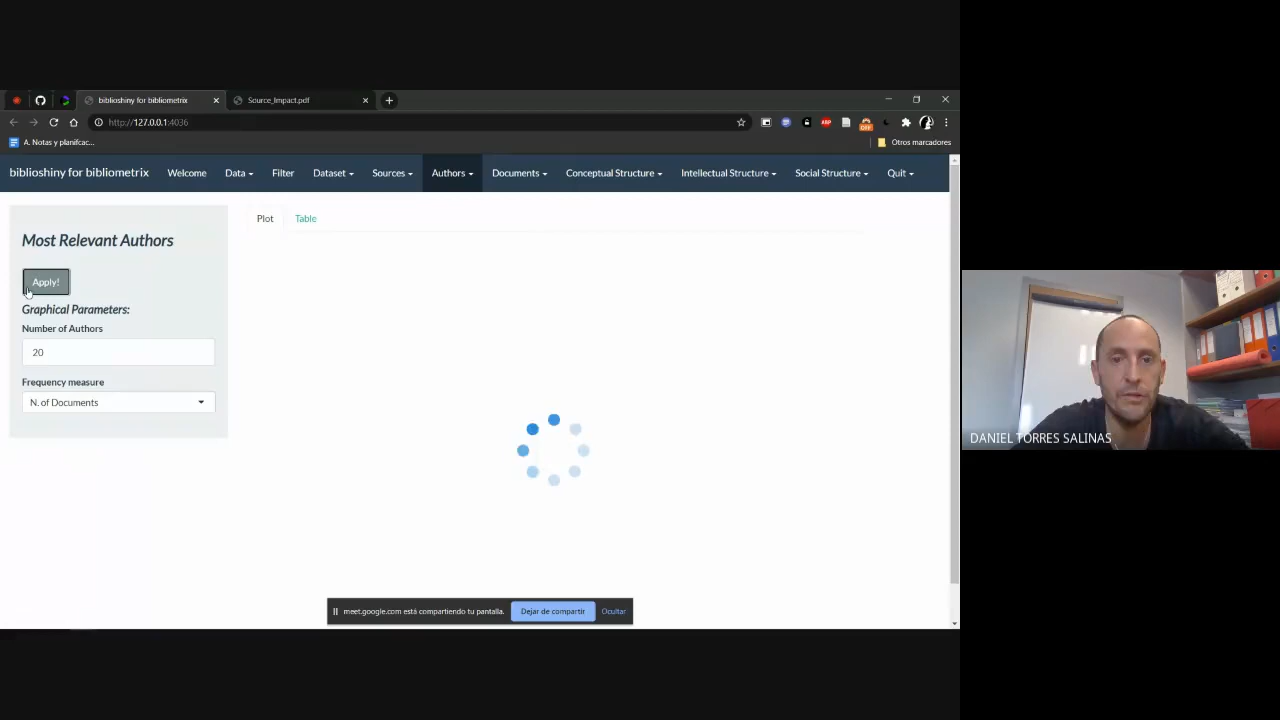 biblioshiny for bibliometrix
Source_Impact.pdf
http://127.0.0.1:4036
A. Notas y planifcac...
Otros marcadores
biblioshiny for bibliometrix
Welcome
Data
Filter
Dataset
Sources
Authors
Documents
Conceptual Structure
Intellectual Structure
Social Structure
Quit
Most Relevant Authors
Apply!
Graphical Parameters:
Number of Authors
20
Frequency measure
N. of Documents
Plot
Table
meet.google.com está compartiendo tu pantalla.
Dejar de compartir
Ocultar
DANIEL TORRES SALINAS